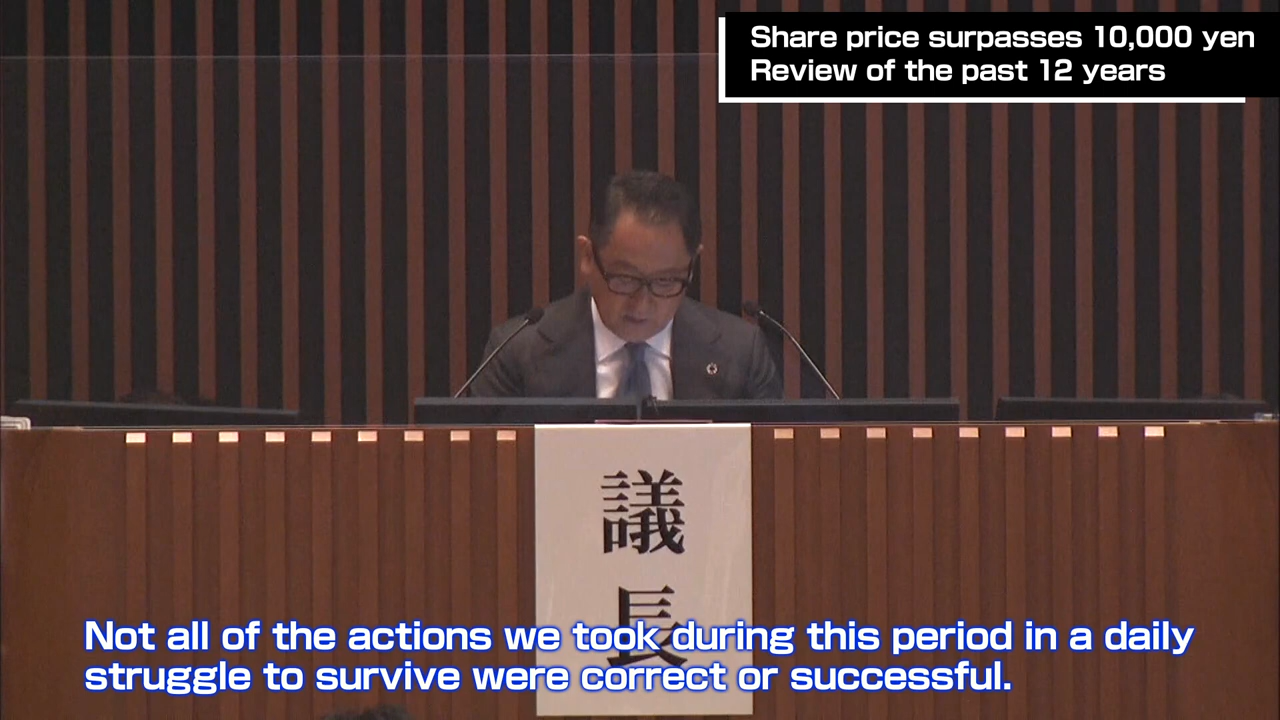 Share price surpasses 10,000 yen
Review of the past 12 years
議
長
Not all of the actions we took during this period in a daily
struggle to survive were correct or successful.